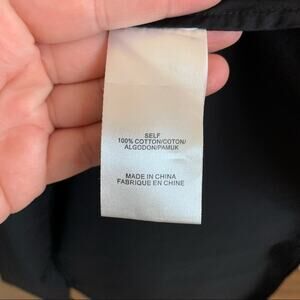 SELF
100% COTTON/COTON/
ALGODON/PAMUK
MADE IN CHINA
FABRIQUE EN CHINE